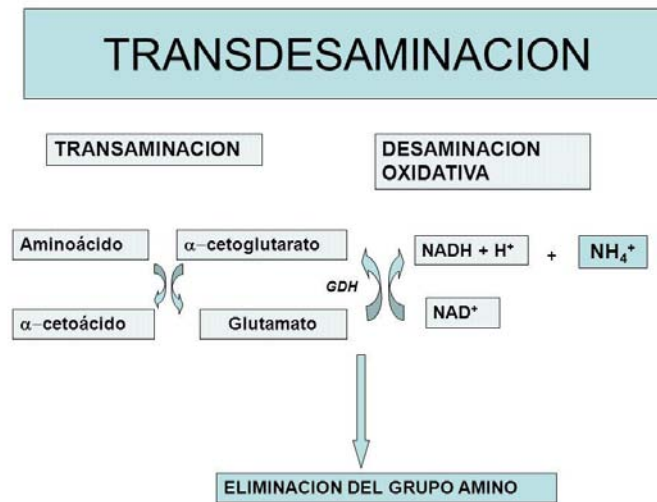 TRANSDESAMINACION
TRANSAMINACION
DESAMINACION
OXIDATIVA
Aminoácido
α-cetoglutarato
NADH + H⁺ + NH₄⁺
GDH
α-cetoácido
Glutamato
NAD⁺
ELIMINACION DEL GRUPO AMINO